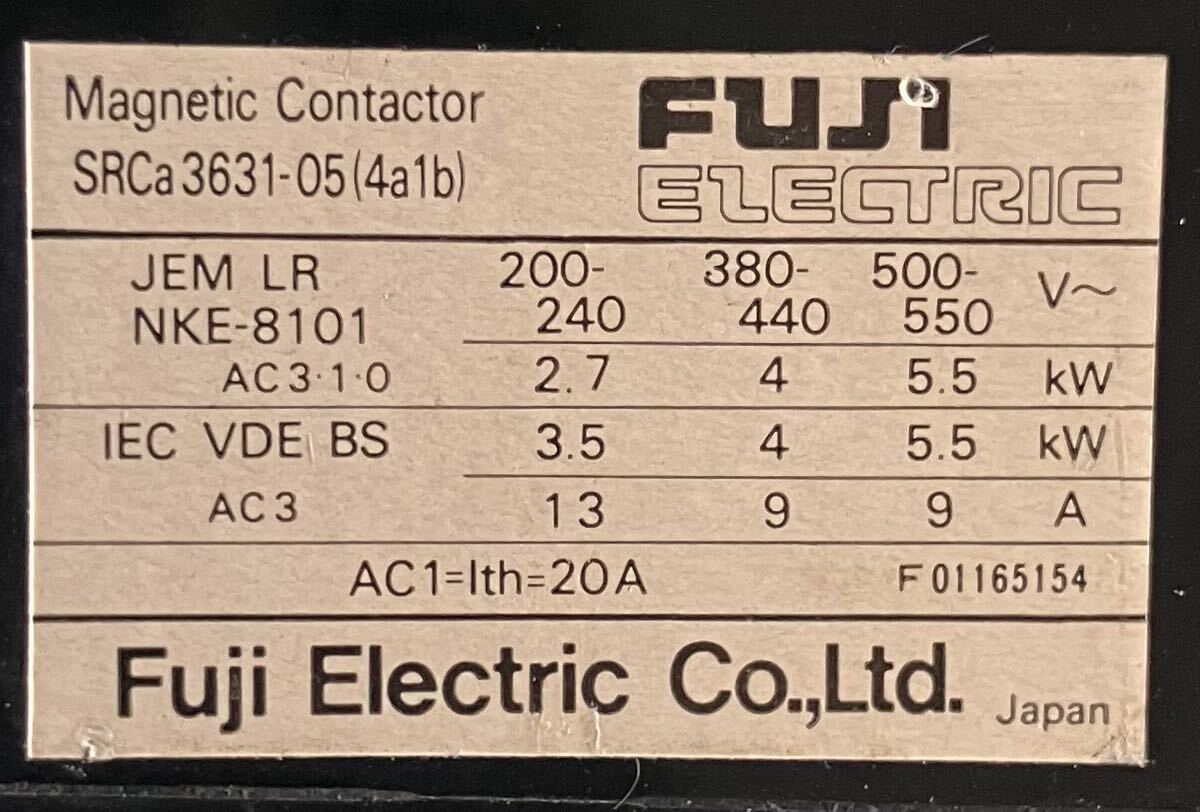 Magnetic Contactor
SRCa 3631-05(4a1b)
FUJI
ELECTRIC
JEM LR 200- 380- 500- V~
NKE-8101 240 440 550
AC3·1·0 2.7 4 5.5 kW
IEC VDE BS 3.5 4 5.5 kW
AC3 13 9 9 A
AC1=Ith=20A F01165154
Fuji Electric Co.,Ltd. Japan